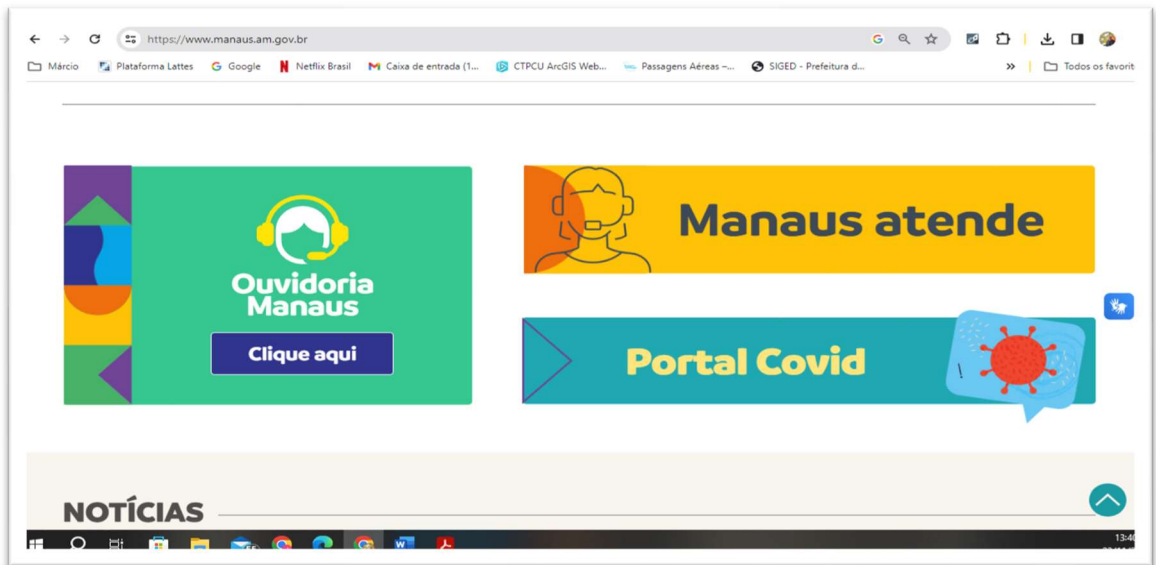 https://www.manaus.am.gov.br
Márcio Plataforma Lattes Google Netflix Brasil Caixa de entrada (1... CTPCU ArcGIS Web... Passagens Aéreas –... SIGED - Prefeitura d... » Todos os favorit
Ouvidoria
Manaus
Clique aqui
Manaus atende
Portal Covid
NOTÍCIAS
13:40